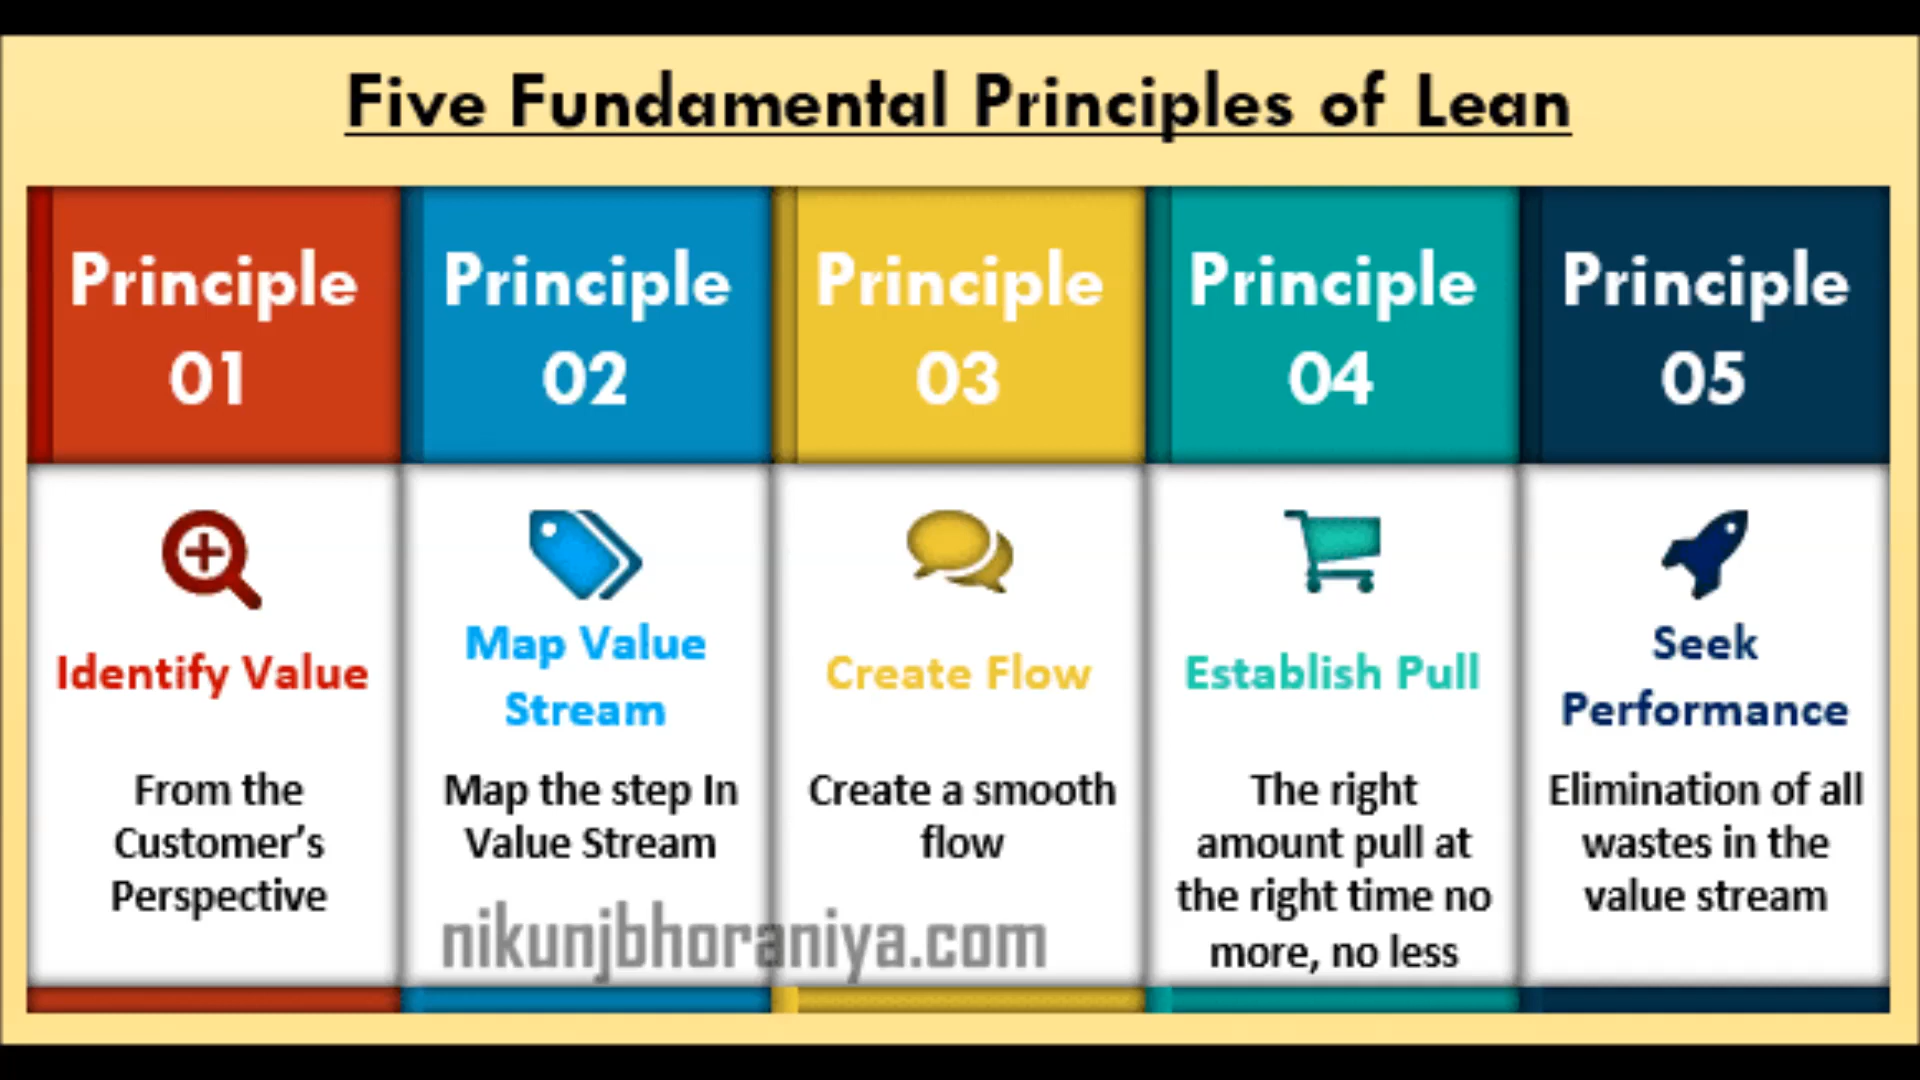 Five Fundamental Principles of Lean
Principle
01
Identify Value
From the
Customer's
Perspective
Principle
02
Map Value
Stream
Map the step In
Value Stream
Principle
03
Create Flow
Create a smooth
flow
Principle
04
Establish Pull
The right
amount pull at
the right time no
more, no less
Principle
05
Seek
Performance
Elimination of all
wastes in the
value stream
nikunjbhoraniya.com